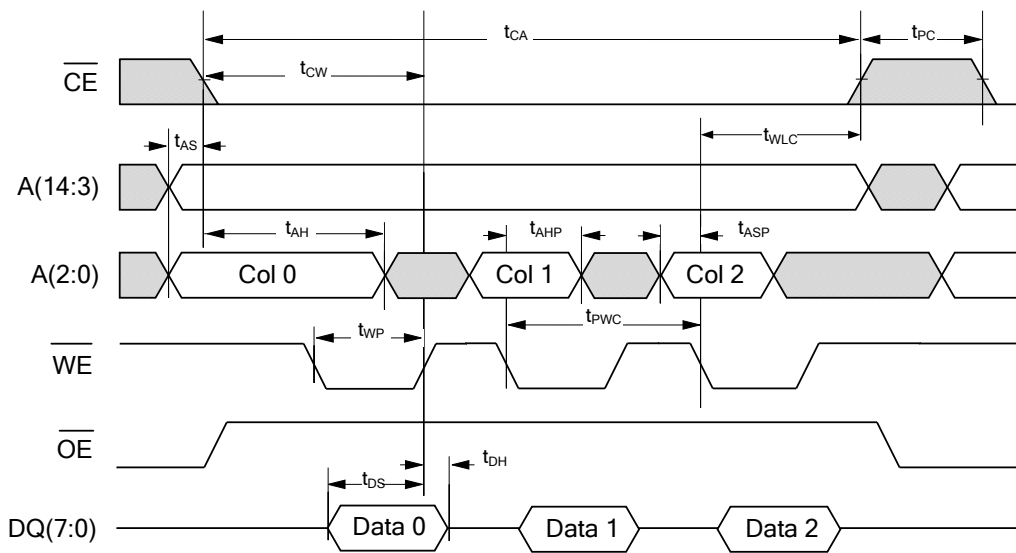 tCA
tPC
tCW
CE
tWLC
tAS
A(14:3)
tAH
tAHP
tASP
A(2:0)
Col 0
Col 1
Col 2
tPWC
tWP
WE
OE
tDH
tDS
DQ(7:0)
Data 0
Data 1
Data 2